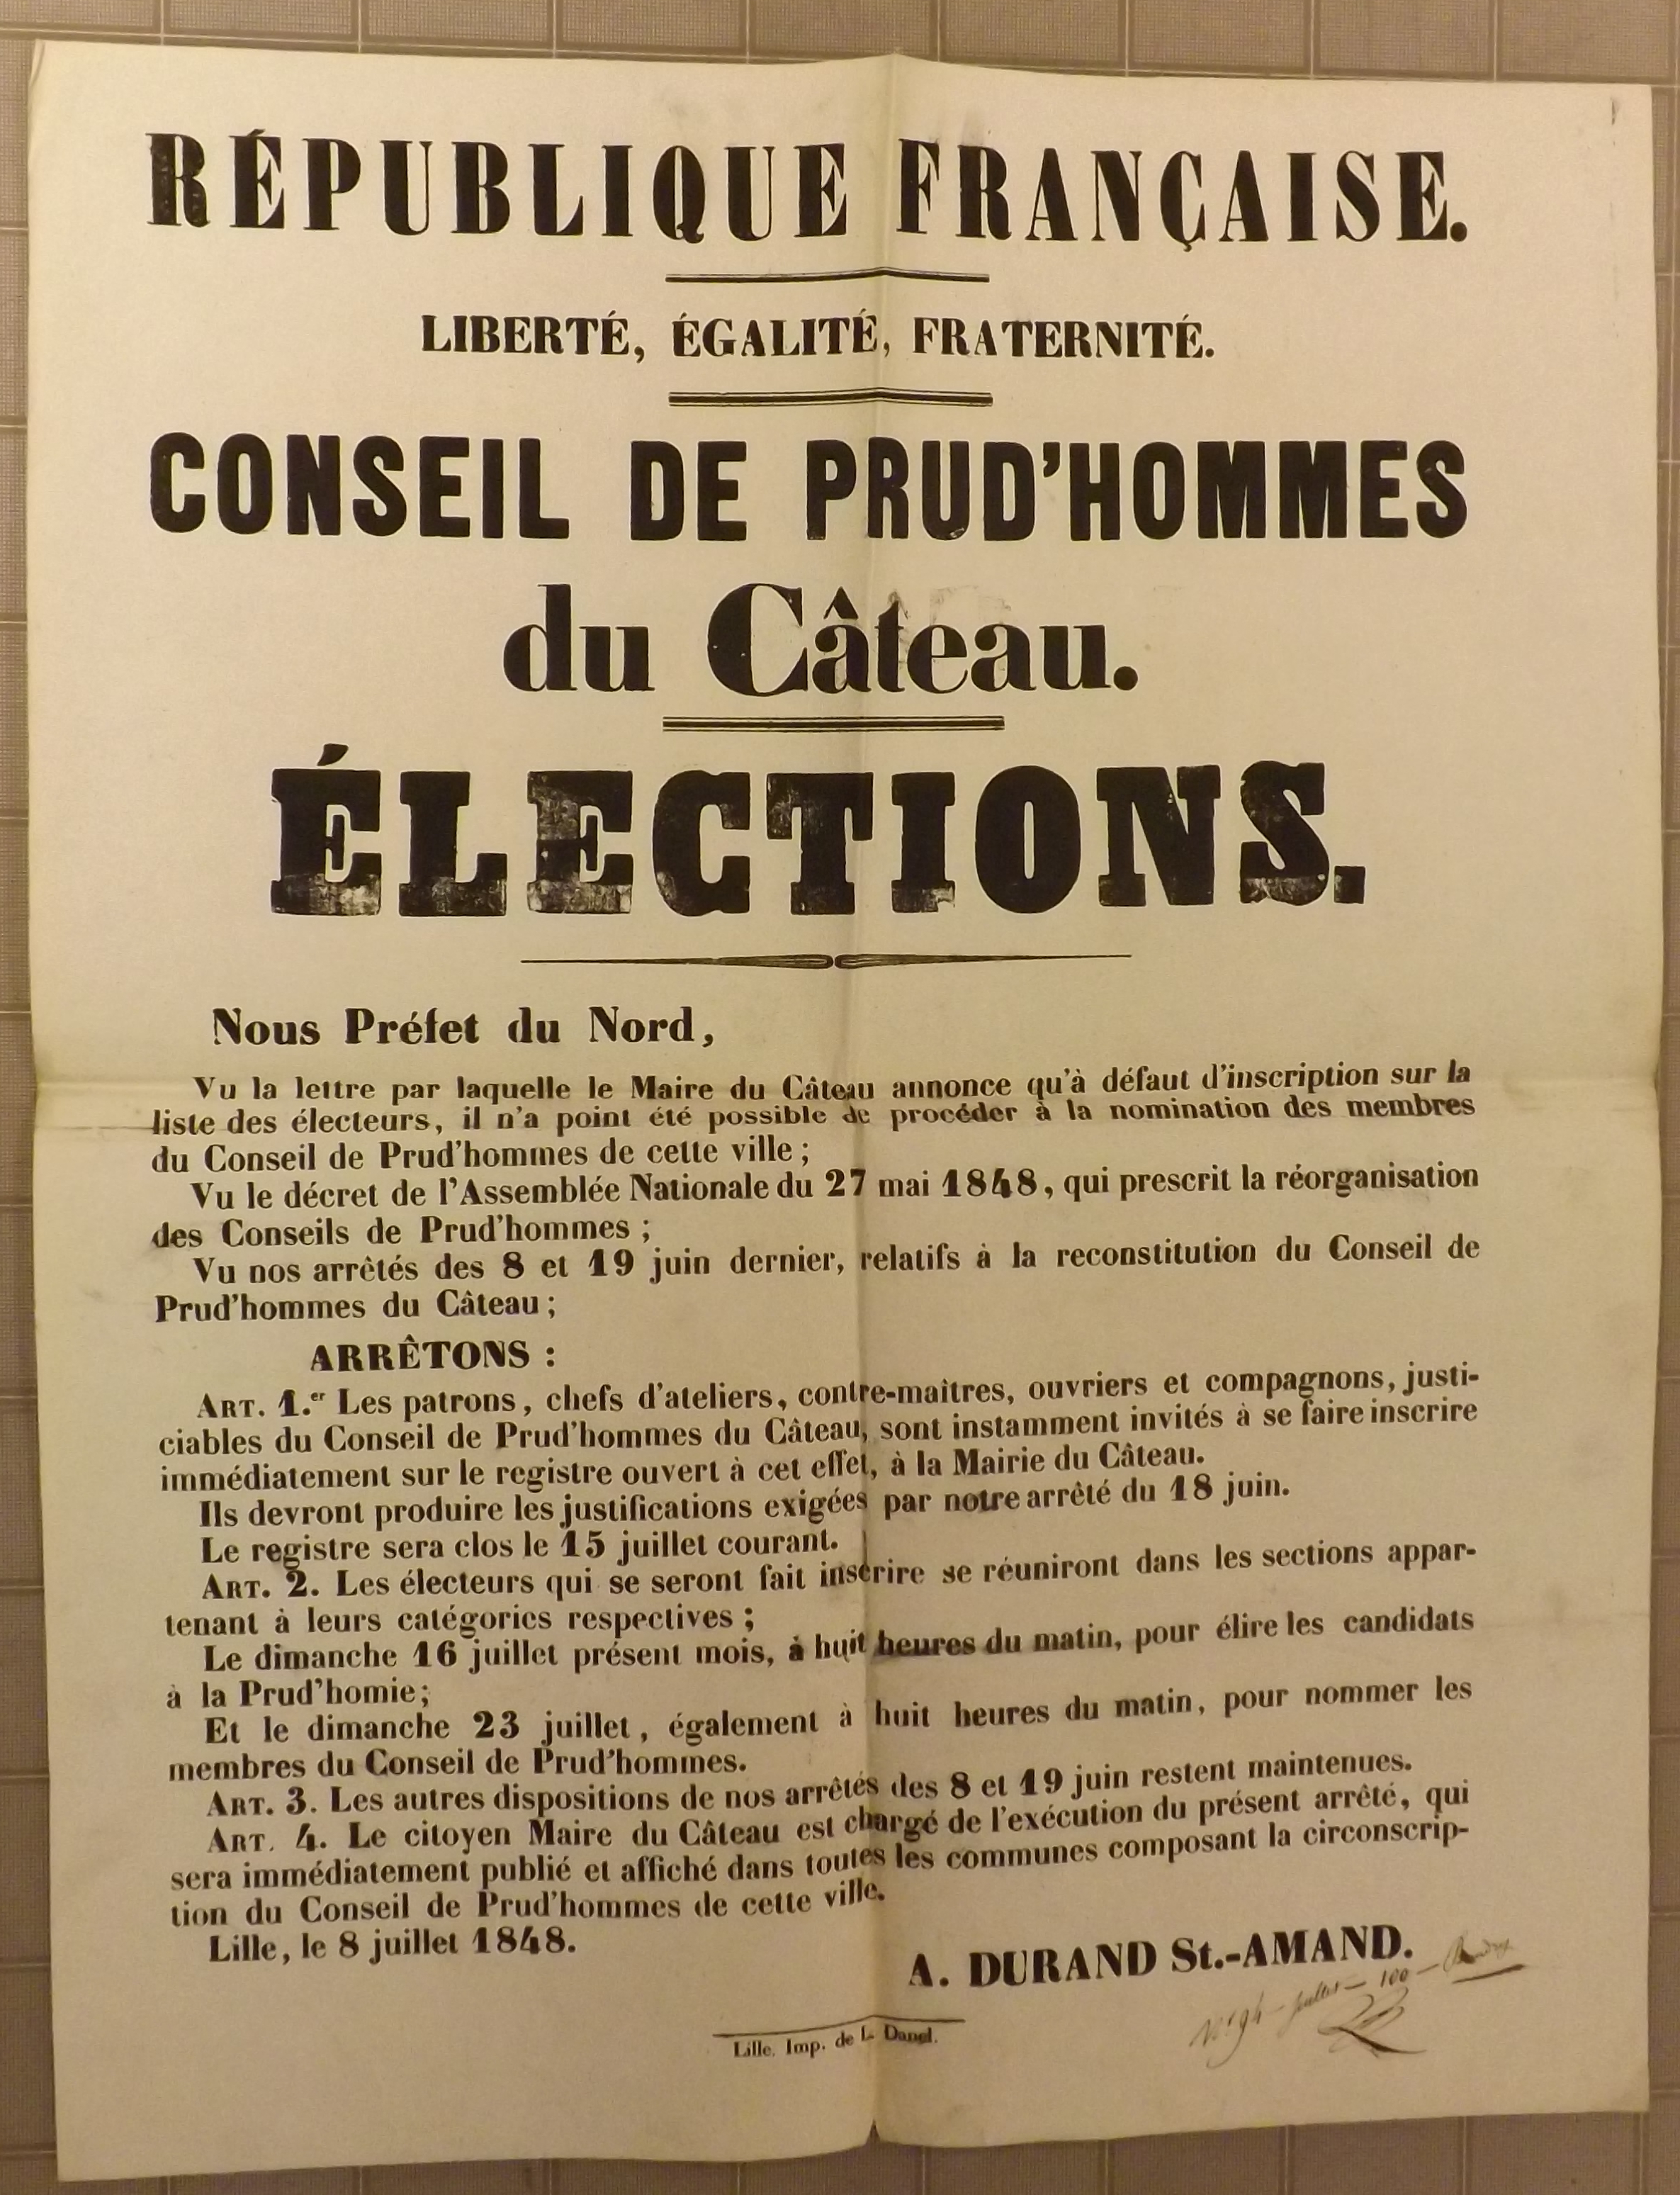 RÉPUBLIQUE FRANÇAISE.
LIBERTÉ, ÉGALITÉ, FRATERNITÉ.
CONSEIL DE PRUD'HOMMES
du Câteau.
ÉLECTIONS.
Nous Préfet du Nord,
Vu la lettre par laquelle le Maire du Câteau annonce qu'à défaut d'inscription sur la
liste des électeurs, il n'a point été possible de procéder à la nomination des membres
du Conseil de Prud'hommes de cette ville;
Vu le décret de l'Assemblée Nationale du 27 mai 1848, qui prescrit la réorganisation
des Conseils de Prud'hommes;
Vu nos arrêtés des 8 et 19 juin dernier, relatifs à la reconstitution du Conseil de
Prud'hommes du Câteau;
ARRÊTONS :
ART. 1.er Les patrons, chefs d'ateliers, contre-maîtres, ouvriers et compagnons, justi-
ciables du Conseil de Prud'hommes du Câteau, sont instamment invités à se faire inscrire
immédiatement sur le registre ouvert à cet effet, à la Mairie du Câteau.
Ils devront produire les justifications exigées par notre arrêté du 18 juin.
Le registre sera clos le 15 juillet courant.
ART. 2. Les électeurs qui se seront fait inscrire se réuniront dans les sections appar-
tenant à leurs catégories respectives;
Le dimanche 16 juillet présent mois, à huit heures du matin, pour élire les candidats
à la Prud'homie;
Et le dimanche 23 juillet, également à huit heures du matin, pour nommer les
membres du Conseil de Prud'hommes.
ART. 3. Les autres dispositions de nos arrêtés des 8 et 19 juin restent maintenues.
ART. 4. Le citoyen Maire du Câteau est chargé de l'exécution du présent arrêté, qui
sera immédiatement publié et affiché dans toutes les communes composant la circonscrip-
tion du Conseil de Prud'hommes de cette ville.
Lille, le 8 juillet 1848.
A. DURAND St.-AMAND.
juillet — 100 —
Lille. Imp. de L. Danel.